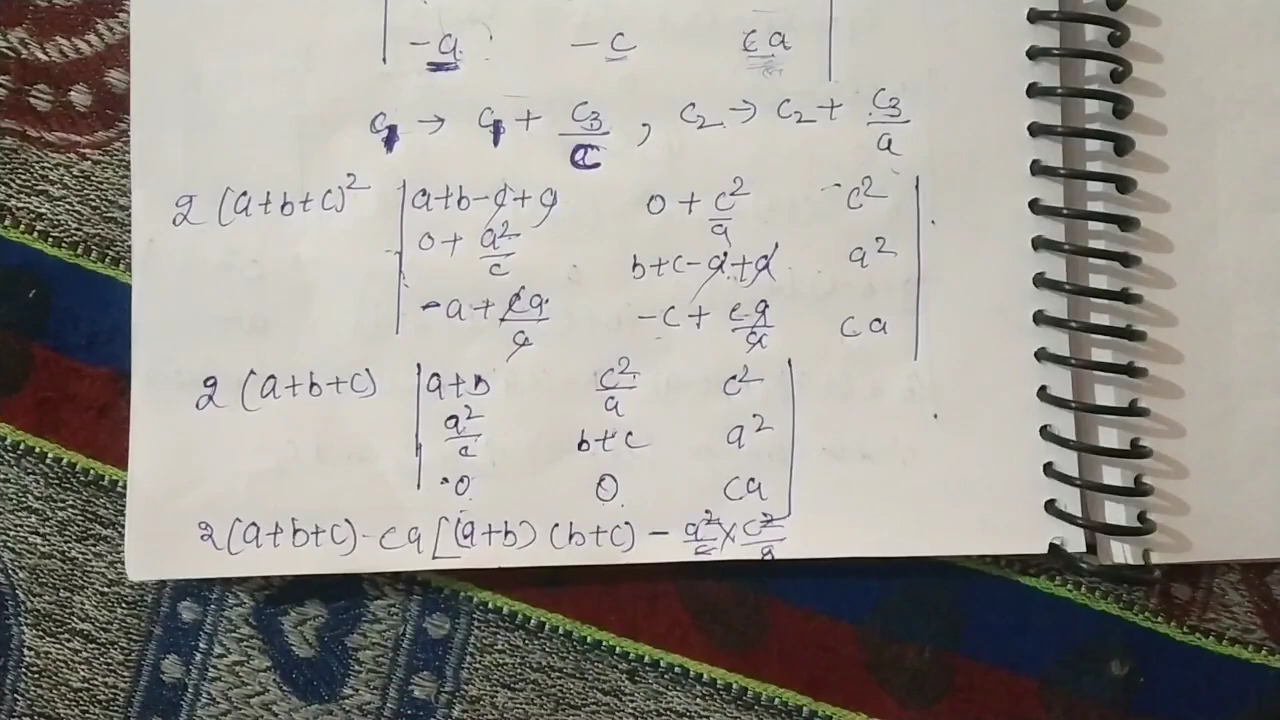 -a -c ca
C1 → C1 + C3/c , C2 → C2 + C3/a
2 (a+b+c)² | a+b-c+c 0 + c²/a c² |
| 0 + a²/c b+c-a+a a² |
| -a + ca/c -c + ca/a ca |
2 (a+b+c) | a+b c²/a c² |
| a²/c b+c a² |
| 0 0 ca |
2(a+b+c)·ca [(a+b) (b+c) - a²/c × c²/a